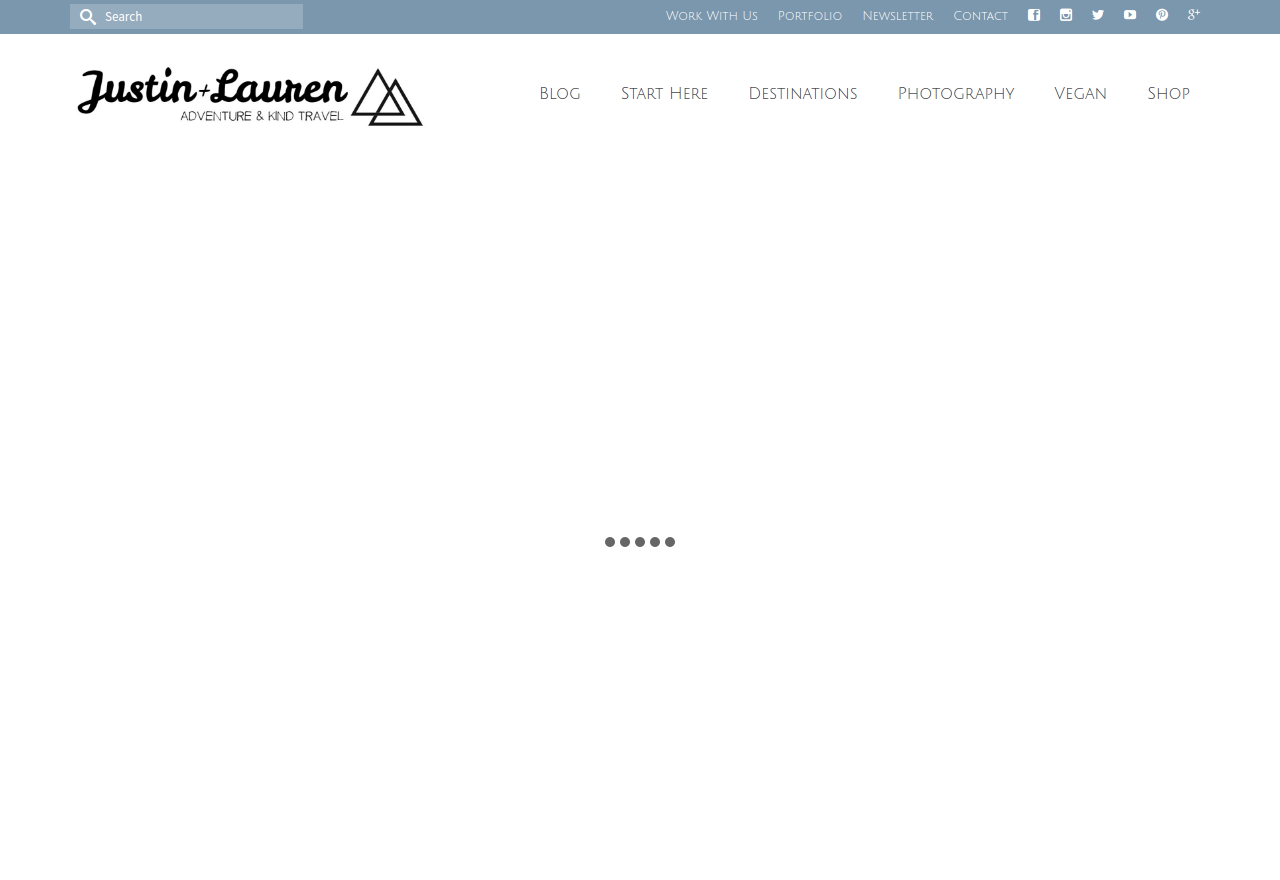 Search
Work With Us Portfolio Newsletter Contact
Justin+Lauren
ADVENTURE & KIND TRAVEL
Blog Start Here Destinations Photography Vegan Shop